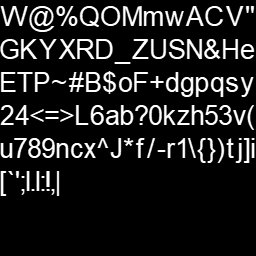 W@%QOMmwACV"
GKYXRD_ZUSN&He
ETP~#B$oF+dgpqsy
24<=>L6ab?0kzh53v(
u789ncx^J*f/-r1\{})tj]i
[`';I.l:!,|